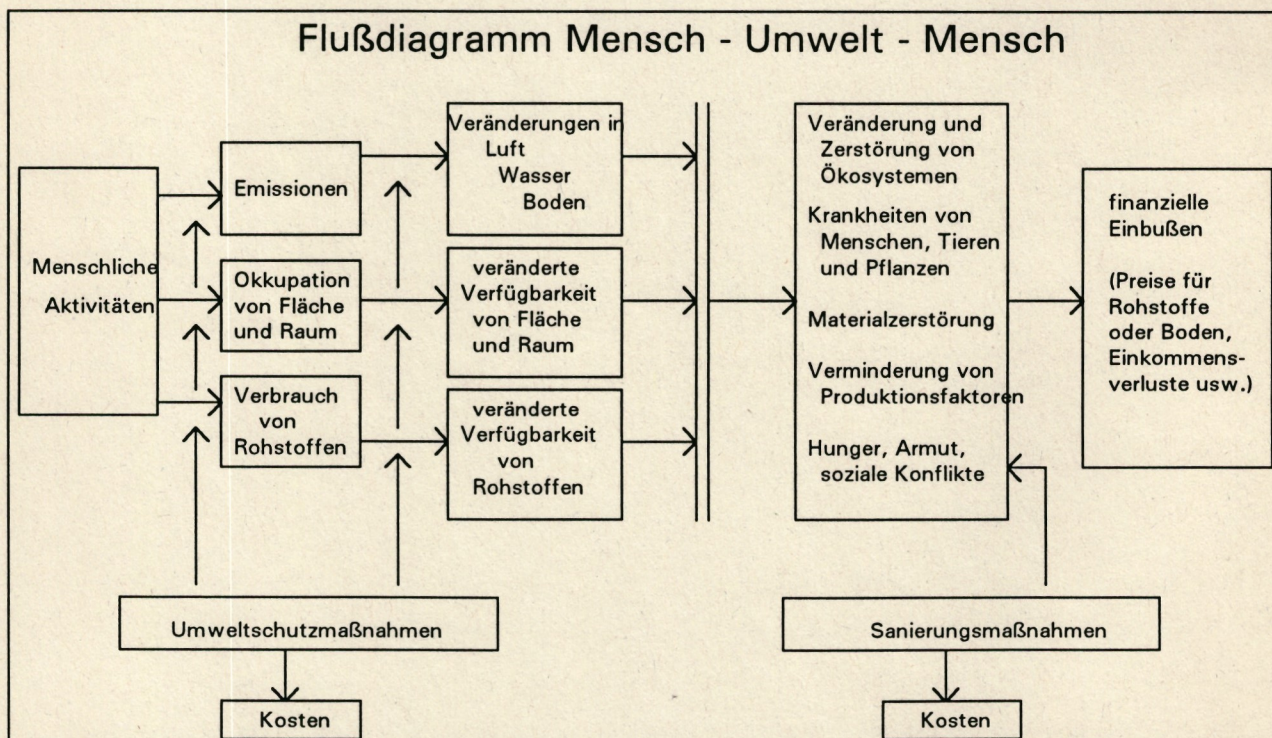 Flußdiagramm Mensch - Umwelt - Mensch
Menschliche
Aktivitäten
Emissionen
Okkupation
von Fläche
und Raum
Verbrauch
von
Rohstoffen
Veränderungen in
Luft
Wasser
Boden
veränderte
Verfügbarkeit
von Fläche
und Raum
veränderte
Verfügbarkeit
von
Rohstoffen
Veränderung und
Zerstörung von
Ökosystemen
Krankheiten von
Menschen, Tieren
und Pflanzen
Materialzerstörung
Verminderung von
Produktionsfaktoren
Hunger, Armut,
soziale Konflikte
finanzielle
Einbußen
(Preise für
Rohstoffe
oder Boden,
Einkommens-
verluste usw.)
Umweltschutzmaßnahmen
Kosten
Sanierungsmaßnahmen
Kosten